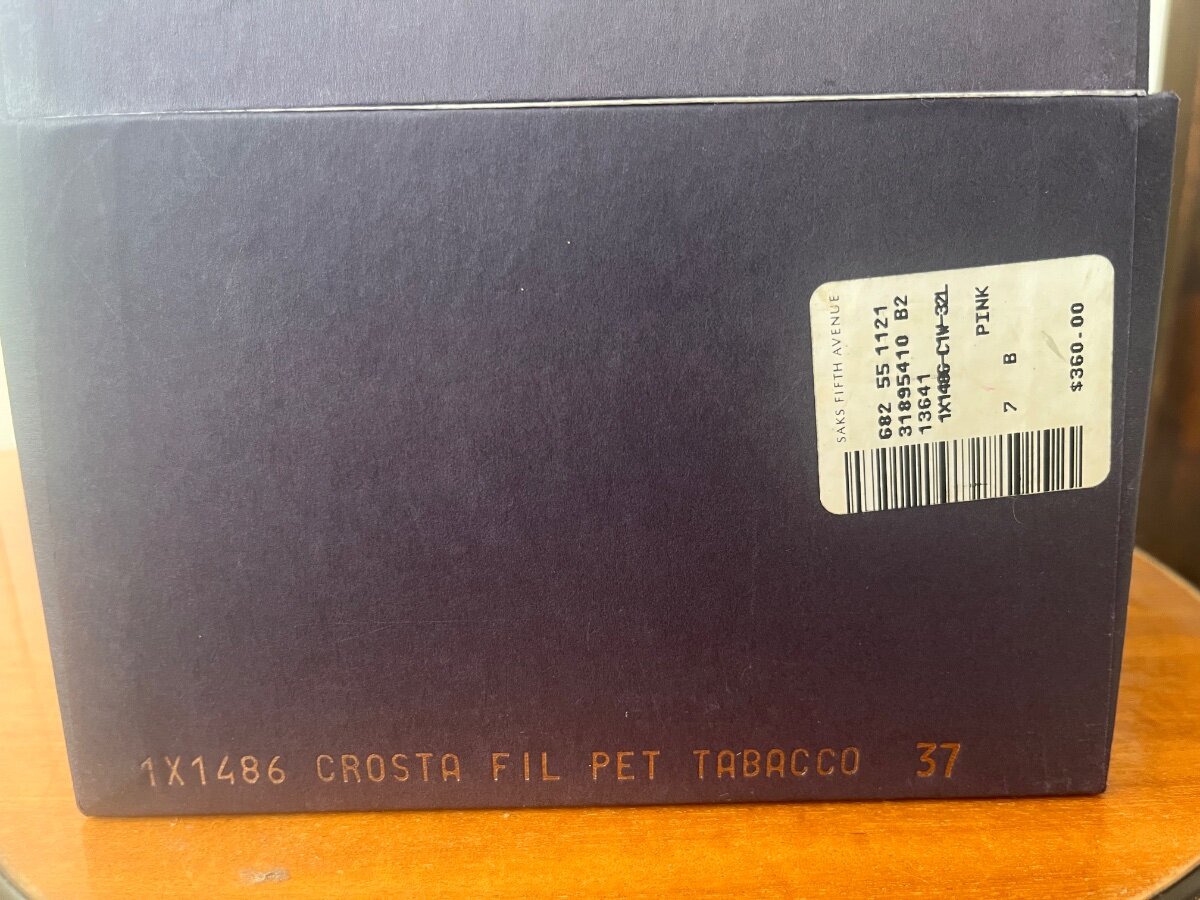 SAKS FIFTH AVENUE
682 55 1121
31895410 B2
13641
1X1486-C1W-32L
PINK
7 B
$360.00
1X1486 CROSTA FIL PET TABACCO 37